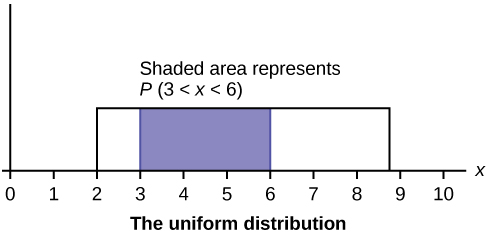 Shaded area represents
P (3 < x < 6)
x
0 1 2 3 4 5 6 7 8 9 10
The uniform distribution